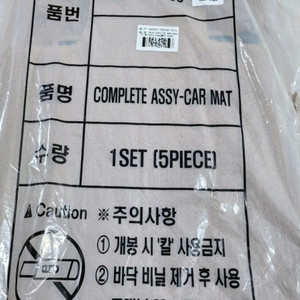 품번
품명 COMPLETE ASSY-CAR MAT
수량 1SET (5PIECE)
Caution ※주의사항
① 개봉 시 '칼' 사용금지
② 바닥 비닐 제거 후 사용